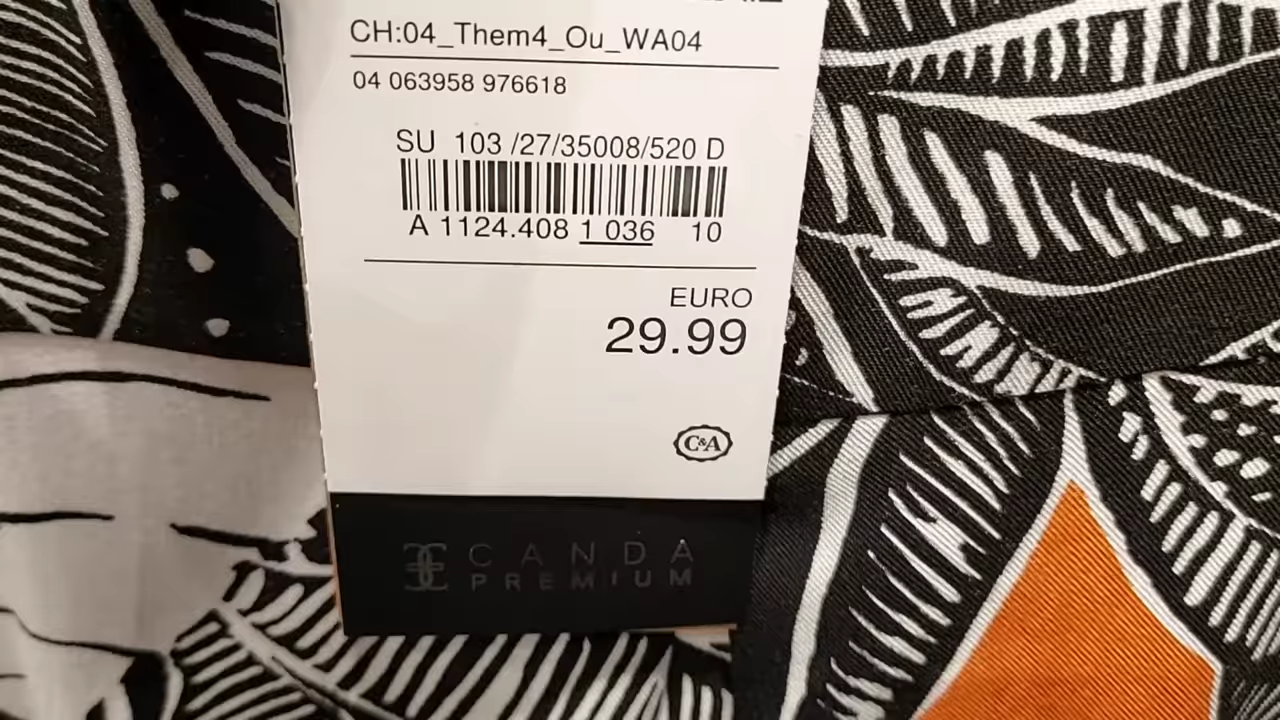 CH:04_Them4_Ou_WA04
04 063958 976618
SU 103 /27/35008/520 D
A 1124.408 1 036 10
EURO
29.99
C&A
CANDA
PREMIUM